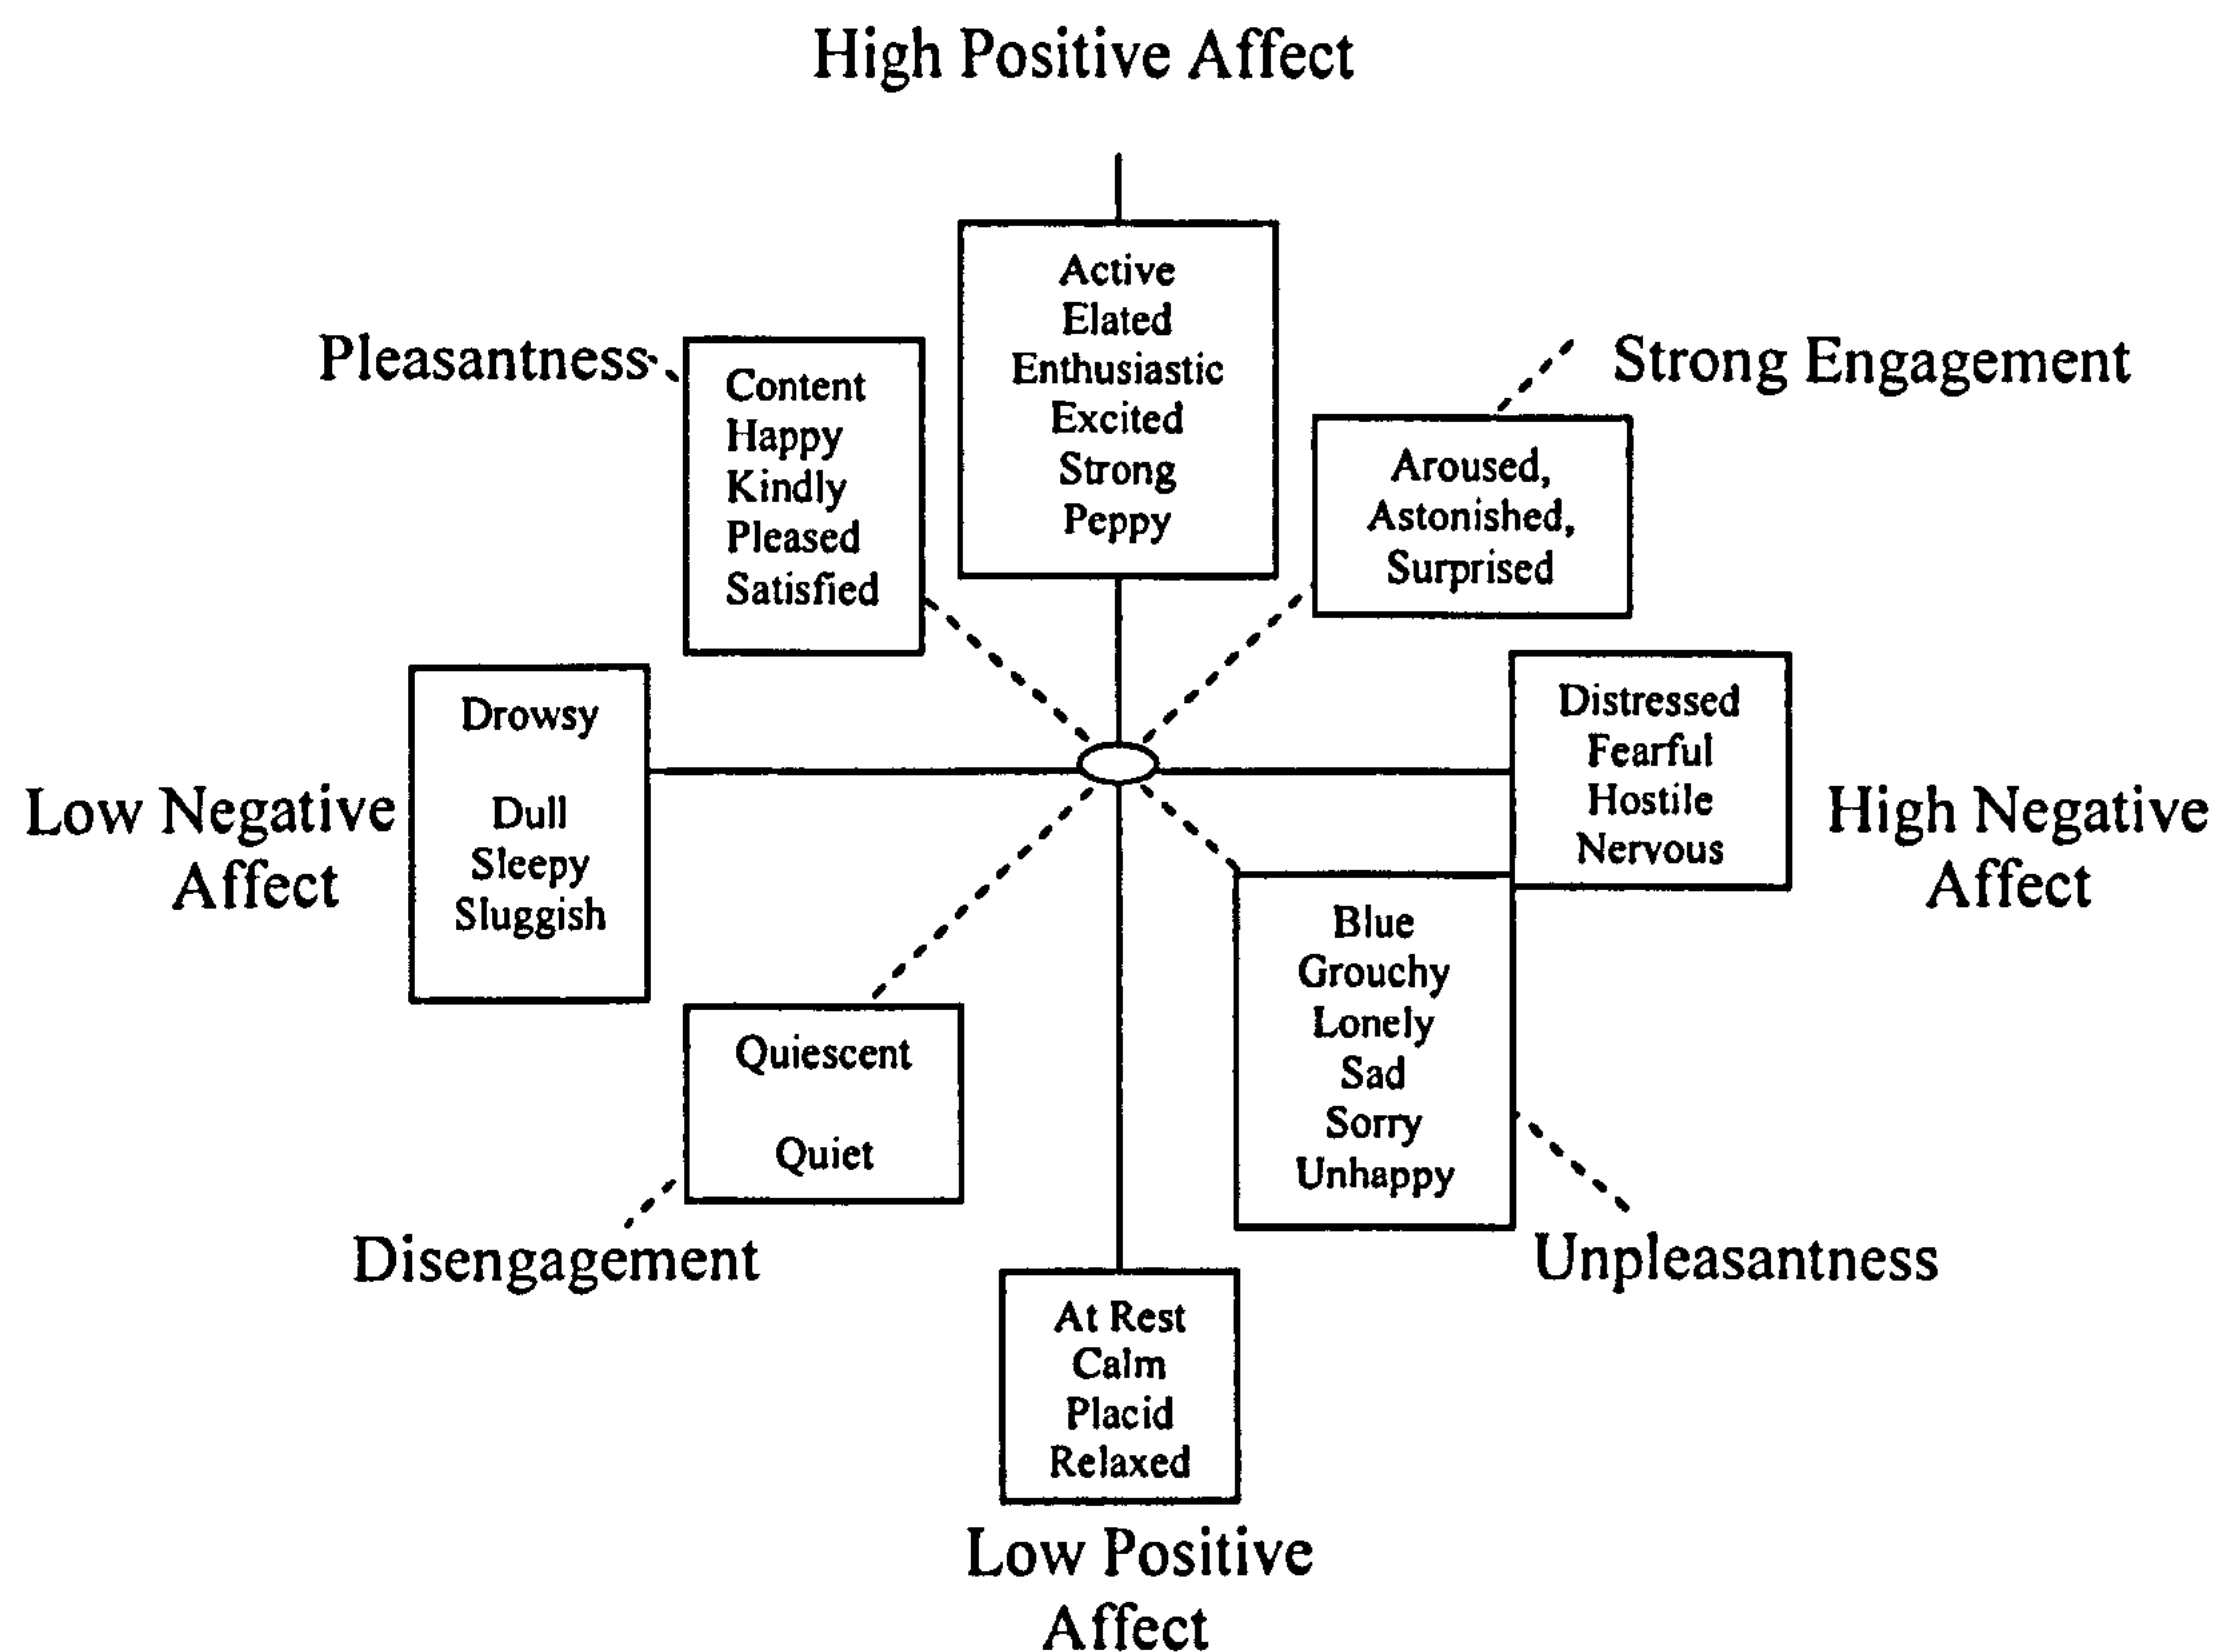 High Positive Affect
Active
Elated
Enthusiastic
Excited
Strong
Peppy
Pleasantness
Content
Happy
Kindly
Pleased
Satisfied
Strong Engagement
Aroused,
Astonished,
Surprised
Low Negative
Affect
Drowsy
Dull
Sleepy
Sluggish
Distressed
Fearful
Hostile
Nervous
High Negative
Affect
Quiescent
Quiet
Disengagement
Blue
Grouchy
Lonely
Sad
Sorry
Unhappy
Unpleasantness
At Rest
Calm
Placid
Relaxed
Low Positive
Affect